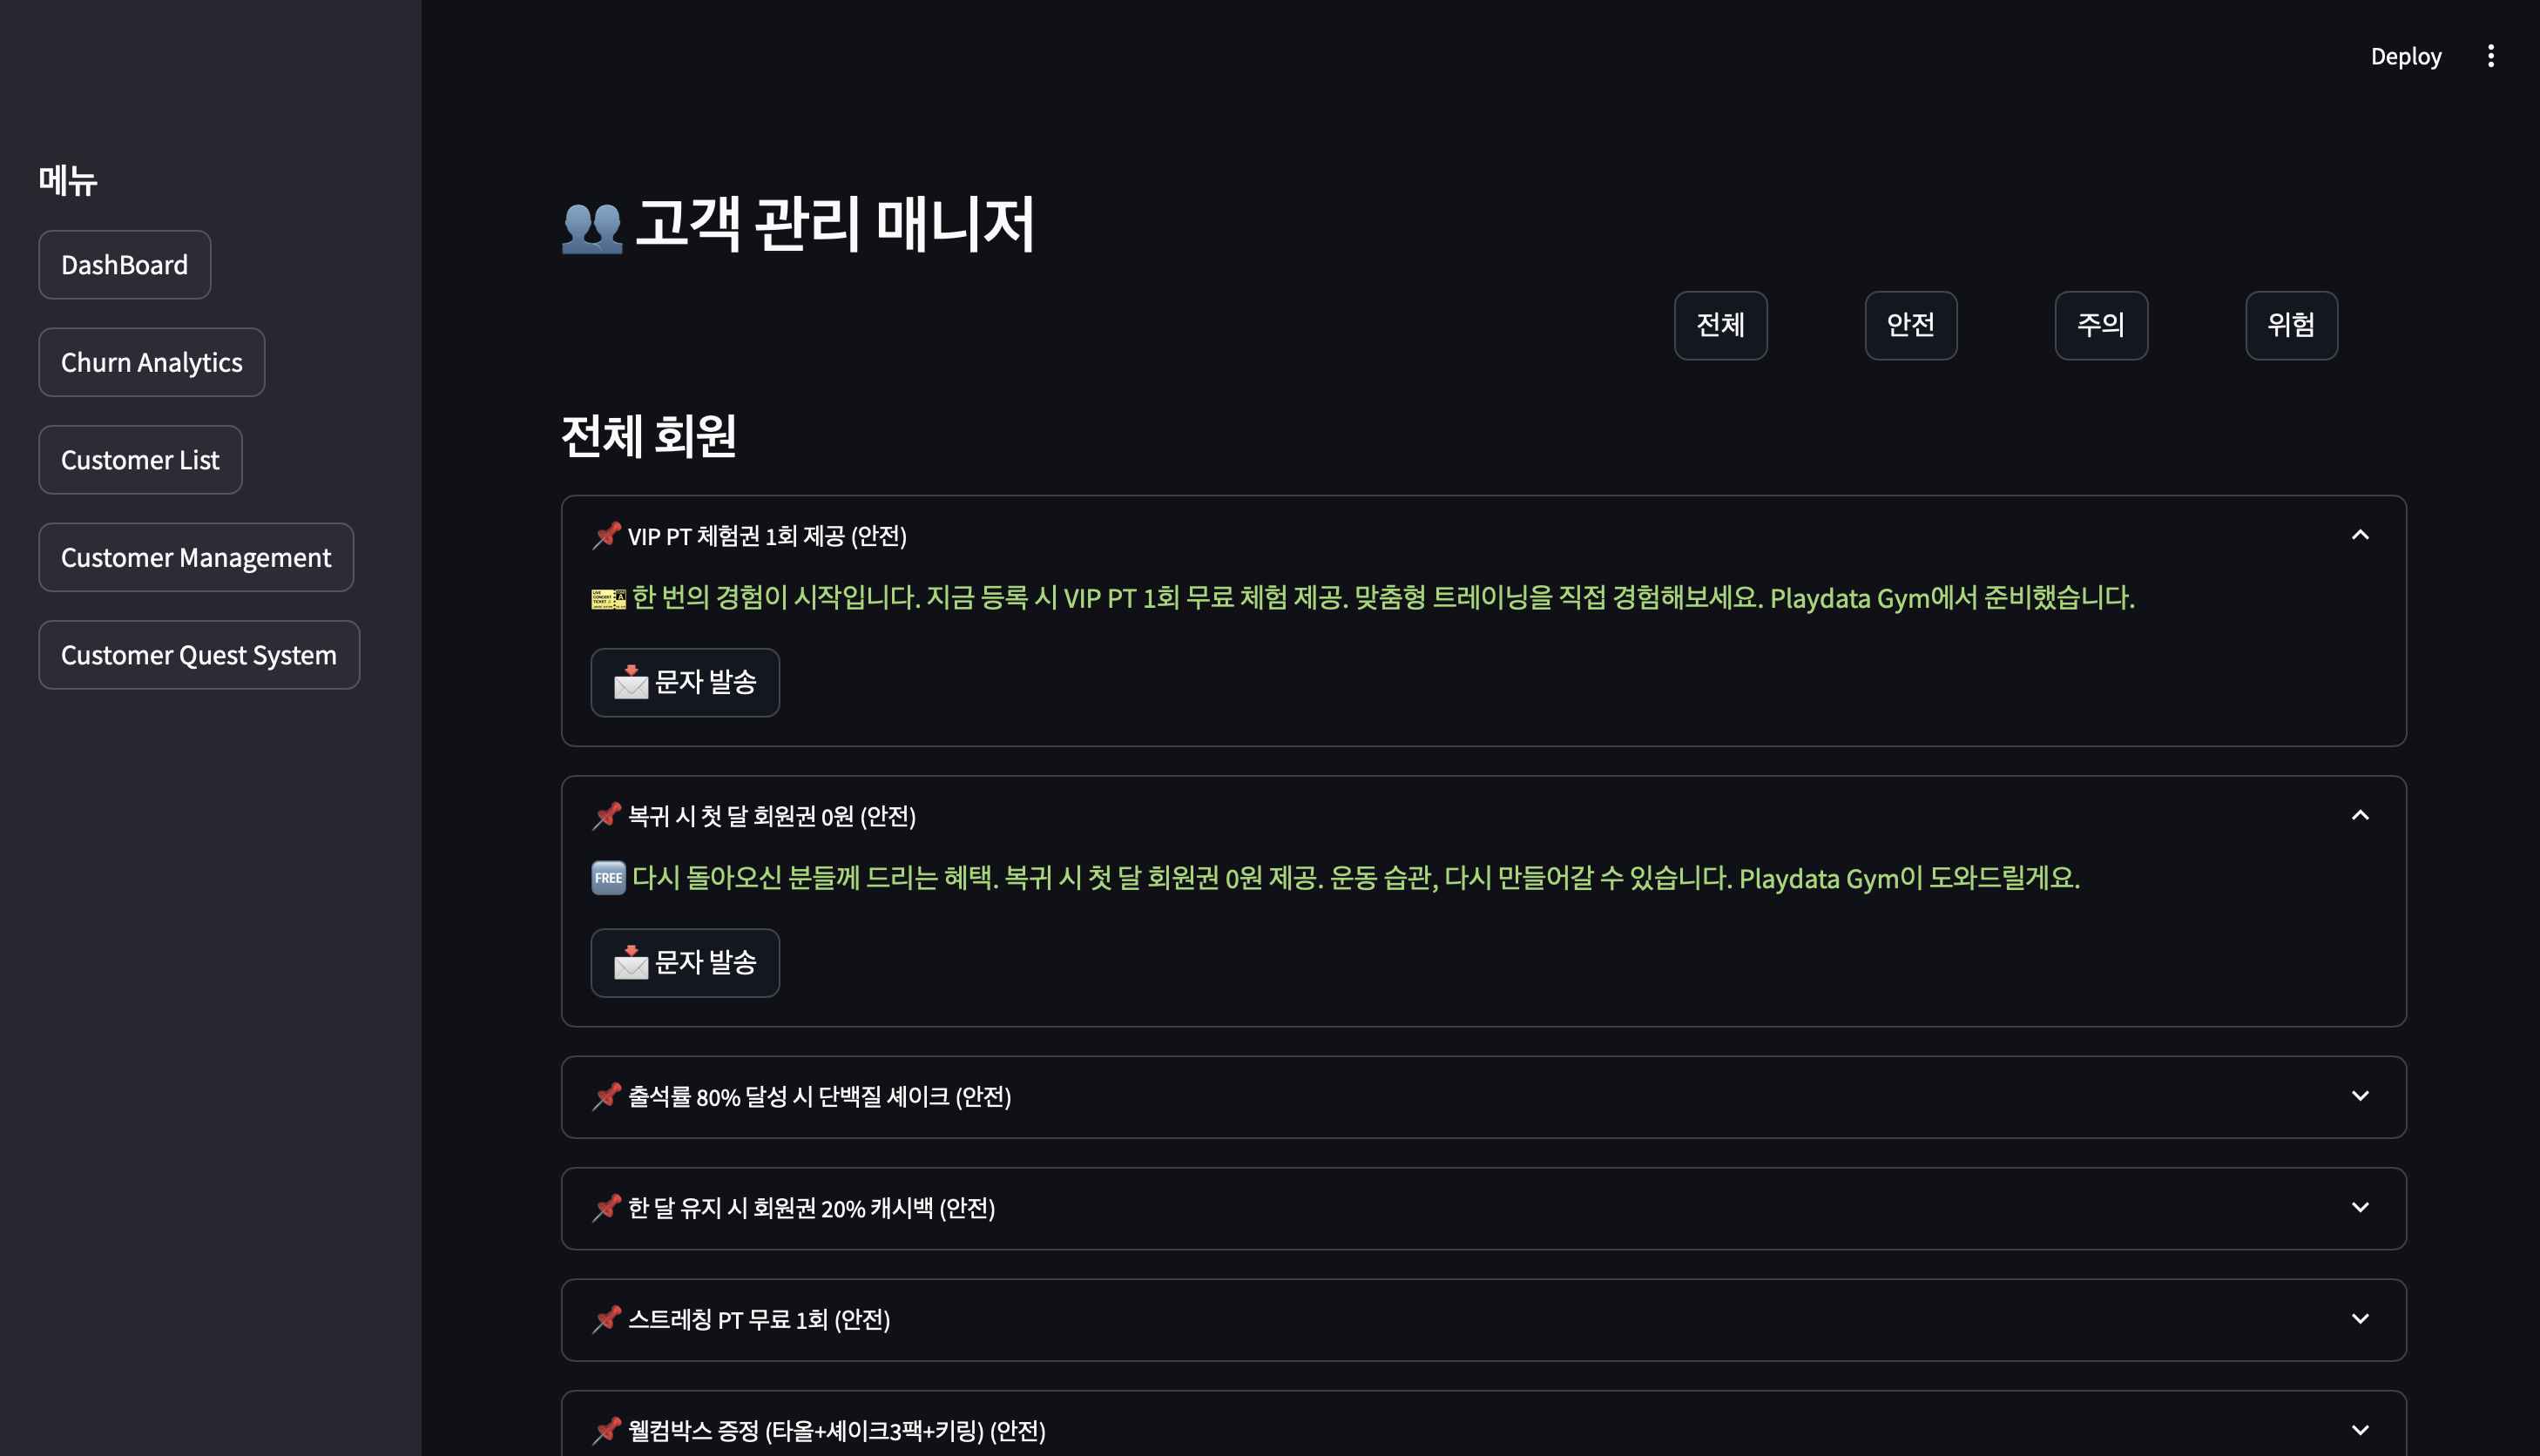 Deploy
메뉴
DashBoard
Churn Analytics
Customer List
Customer Management
Customer Quest System
고객 관리 매니저
전체 안전 주의 위험
전체 회원
VIP PT 체험권 1회 제공 (안전)
한 번의 경험이 시작입니다. 지금 등록 시 VIP PT 1회 무료 체험 제공. 맞춤형 트레이닝을 직접 경험해보세요. Playdata Gym에서 준비했습니다.
문자 발송
복귀 시 첫 달 회원권 0원 (안전)
FREE 다시 돌아오신 분들께 드리는 혜택. 복귀 시 첫 달 회원권 0원 제공. 운동 습관, 다시 만들어갈 수 있습니다. Playdata Gym이 도와드릴게요.
문자 발송
출석률 80% 달성 시 단백질 셰이크 (안전)
한 달 유지 시 회원권 20% 캐시백 (안전)
스트레칭 PT 무료 1회 (안전)
웰컴박스 증정 (타올+셰이크3팩+키링) (안전)